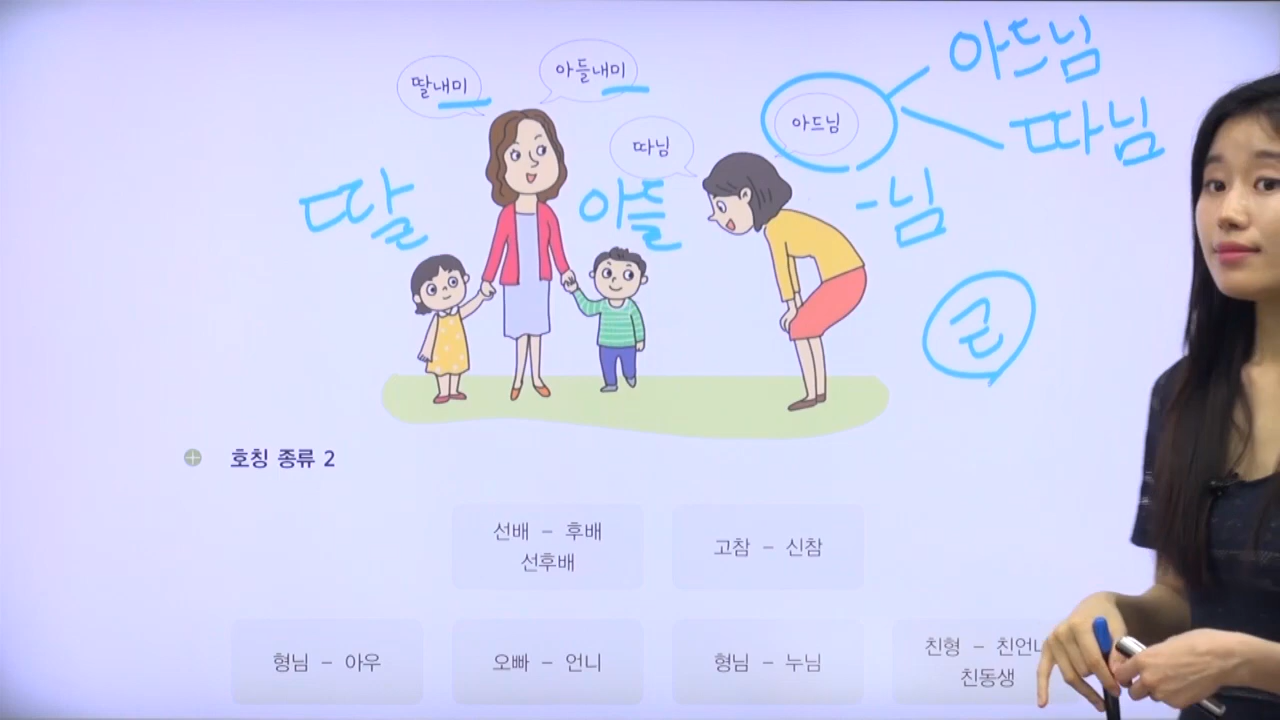 딸내미
아들내미
따님
아드님
아드님
따님
딸
아들
-님
호칭 종류 2
선배 - 후배
선후배
고참 - 신참
형님 - 아우
오빠 - 언니
형님 - 누님
친형 - 친언니
친동생